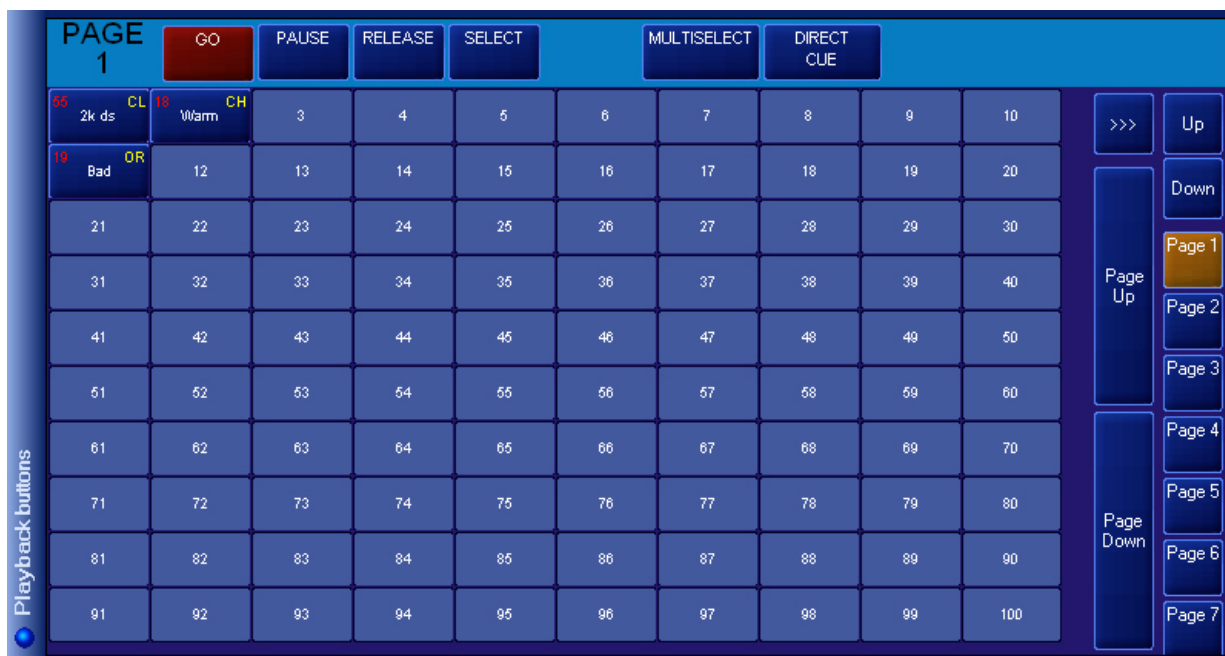 PAGE
1
GO
PAUSE
RELEASE
SELECT
MULTISELECT
DIRECT
CUE
55 CL
2k ds
18 CH
Warm
3 4 5 6 7 8 9 10
19 OR
Bad
12 13 14 15 16 17 18 19 20
21 22 23 24 25 26 27 28 29 30
31 32 33 34 35 36 37 38 39 40
41 42 43 44 45 46 47 48 49 50
51 52 53 54 55 56 57 58 59 60
61 62 63 64 65 66 67 68 69 70
71 72 73 74 75 76 77 78 79 80
81 82 83 84 85 86 87 88 89 90
91 92 93 94 95 96 97 98 99 100
>>>
Page
Up
Page
Down
Up
Down
Page 1
Page 2
Page 3
Page 4
Page 5
Page 6
Page 7
Playback buttons